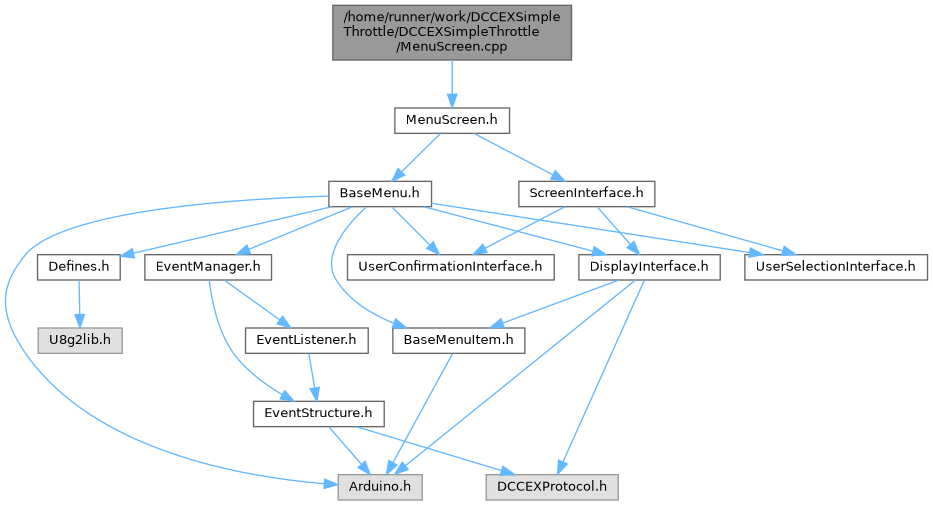 /home/runner/work/DCCEXSimple
Throttle/DCCEXSimpleThrottle
/MenuScreen.cpp
MenuScreen.h
BaseMenu.h
ScreenInterface.h
Defines.h
EventManager.h
UserConfirmationInterface.h
DisplayInterface.h
UserSelectionInterface.h
U8g2lib.h
EventListener.h
BaseMenuItem.h
EventStructure.h
Arduino.h
DCCEXProtocol.h